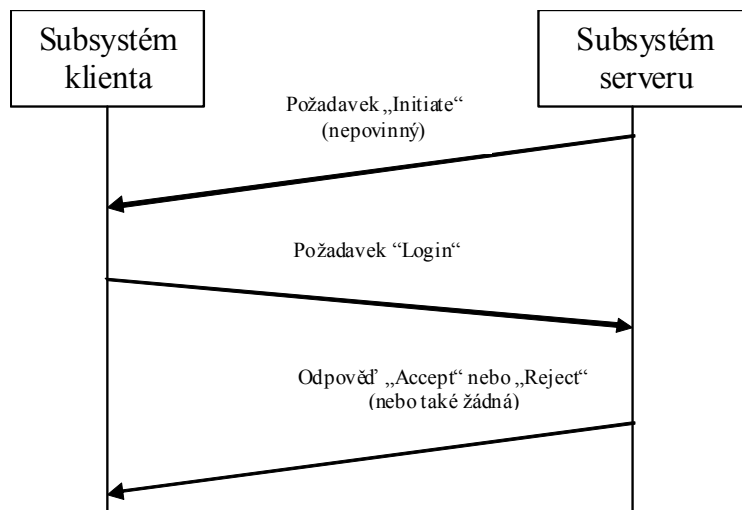 Subsystém
klienta
Subsystém
serveru
Požadavek „Initiate“
(nepovinný)
Požadavek “Login“
Odpověď „Accept“ nebo „Reject“
(nebo také žádná)